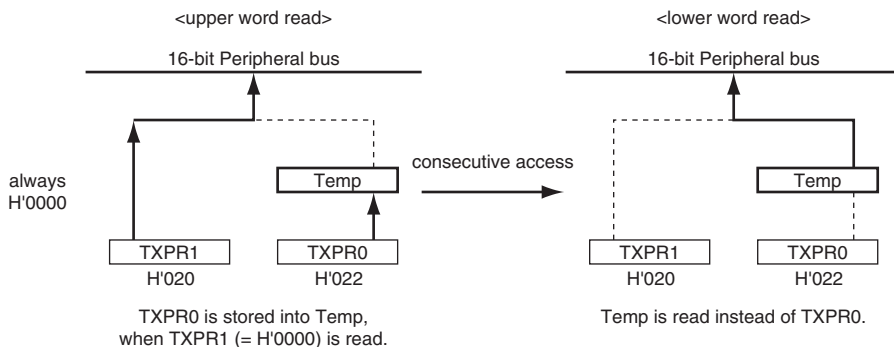 <upper word read>
16-bit Peripheral bus
always
H'0000
Temp
TXPR1
TXPR0
H'020
H'022
TXPR0 is stored into Temp,
when TXPR1 (= H'0000) is read.
consecutive access
<lower word read>
16-bit Peripheral bus
Temp
TXPR1
TXPR0
H'020
H'022
Temp is read instead of TXPR0.